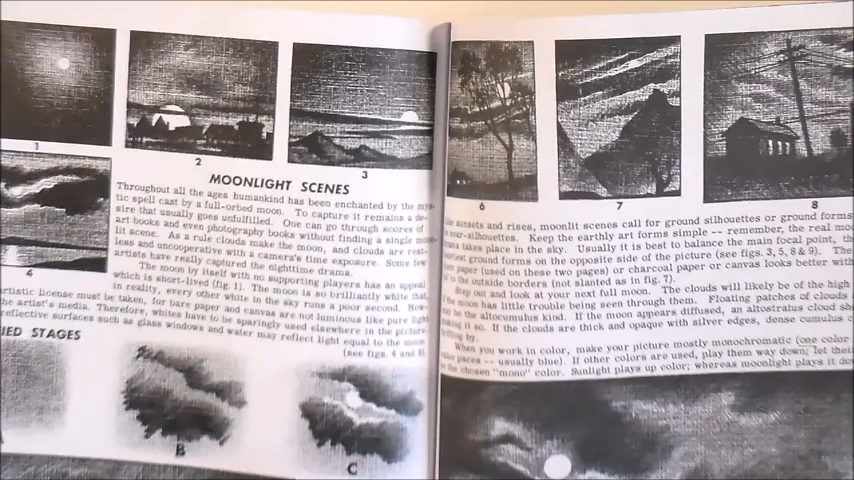 1
2
3
4
MOONLIGHT SCENES
Throughout all the ages humankind has been enchanted by the mys-
tic spell cast by a full-orbed moon. To capture it remains a de-
sire that usually goes unfulfilled. One can go through scores of
art books and even photography books without finding a single moon-
lit scene. As a rule clouds make the moon, and clouds are rest-
less and uncooperative with a camera's time exposure. Some few
artists have really captured the nighttime drama.
The moon by itself with no supporting players has an appeal
which is short-lived (fig. 1). The moon is so brilliantly white that,
in reality, every other white in the sky runs a poor second. How-
artistic license must be taken, for bare paper and canvas are not luminous like pure light
the artist's media. Therefore, whites have to be sparingly used elsewhere in the picture.
reflective surfaces such as glass windows and water may reflect light equal to the moon
(see figs. 4 and 8).
IED STAGES
B
C
6
7
8
sunsets and rises, moonlit scenes call for ground silhouettes or ground forms
near-silhouettes. Keep the earthy art forms simple -- remember, the real mo
takes place in the sky. Usually it is best to balance the main focal point, th
ground forms on the opposite side of the picture (see figs. 3, 5, 8 & 9). The
paper (used on these two pages) or charcoal paper or canvas looks better with
to the outside borders (not slanted as in fig. 7).
out and look at your next full moon. The clouds will likely be of the high
the moon has little trouble being seen through them. Floating patches of clouds
be the altocumulus kind. If the moon appears diffused, an altostratus cloud
it so. If the clouds are thick and opaque with silver edges, dense cumulus
by.
When you work in color, make your picture mostly monochromatic (one color
-- usually blue). If other colors are used, play them way down; let their
the chosen "mono" color. Sunlight plays up color; whereas moonlight plays it